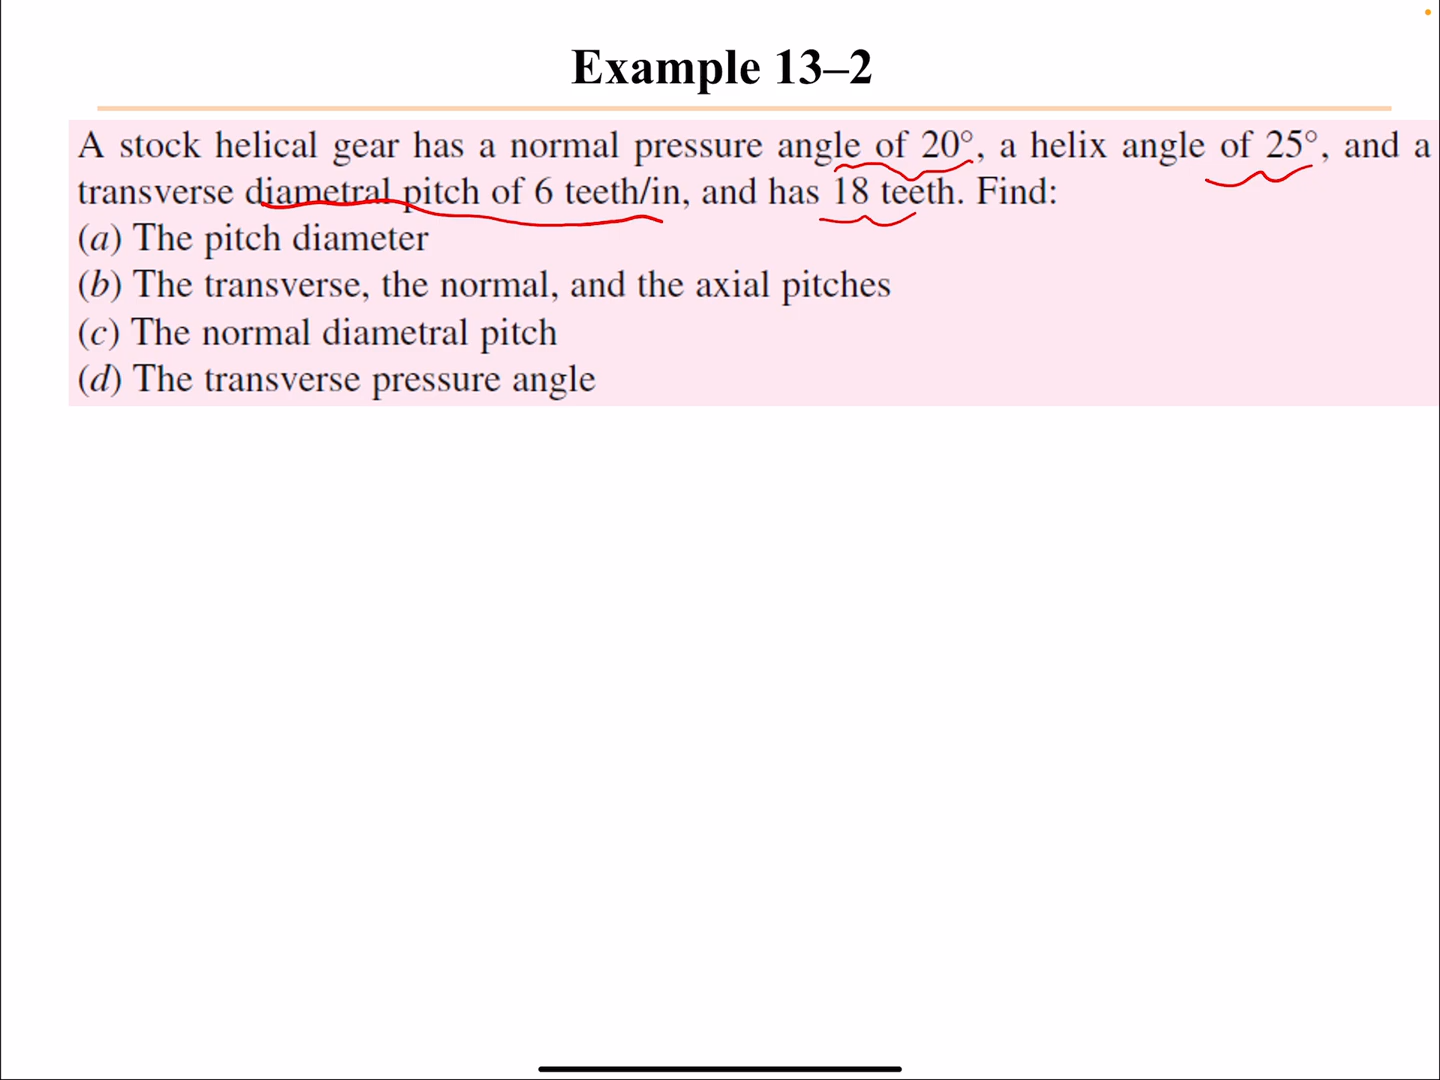 Example 13–2
A stock helical gear has a normal pressure angle of 20°, a helix angle of 25°, and a
transverse diametral pitch of 6 teeth/in, and has 18 teeth. Find:
(a) The pitch diameter
(b) The transverse, the normal, and the axial pitches
(c) The normal diametral pitch
(d) The transverse pressure angle